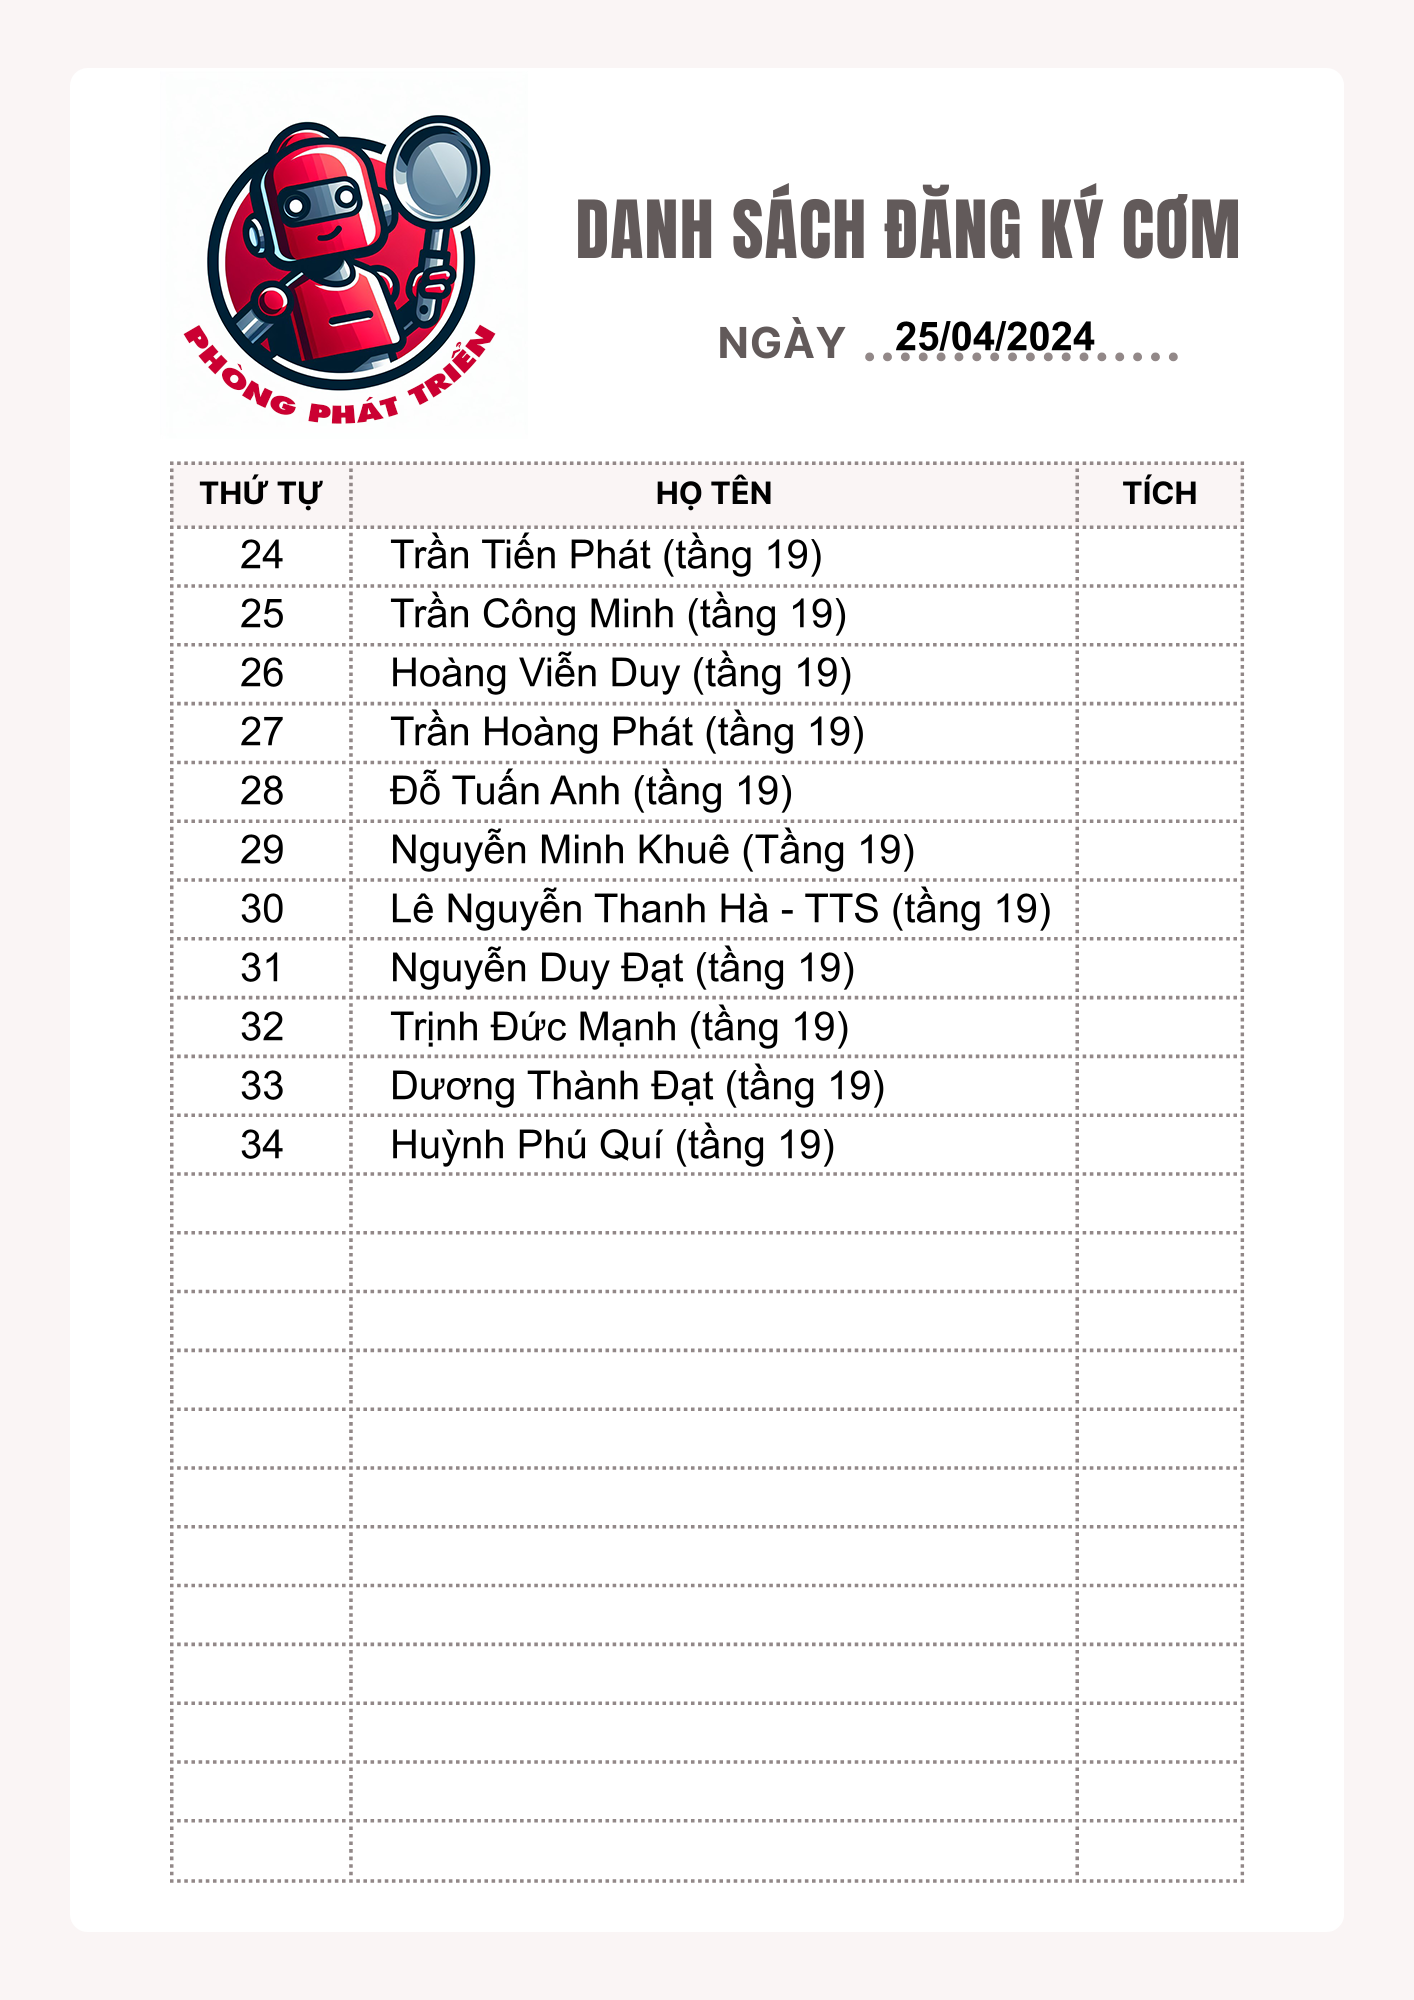 PHÒNG PHÁT TRIỂN
DANH SÁCH ĐĂNG KÝ CƠM
NGÀY 25/04/2024
THỨ TỰ HỌ TÊN TÍCH
24 Trần Tiến Phát (tầng 19)
25 Trần Công Minh (tầng 19)
26 Hoàng Viễn Duy (tầng 19)
27 Trần Hoàng Phát (tầng 19)
28 Đỗ Tuấn Anh (tầng 19)
29 Nguyễn Minh Khuê (Tầng 19)
30 Lê Nguyễn Thanh Hà - TTS (tầng 19)
31 Nguyễn Duy Đạt (tầng 19)
32 Trịnh Đức Mạnh (tầng 19)
33 Dương Thành Đạt (tầng 19)
34 Huỳnh Phú Quí (tầng 19)